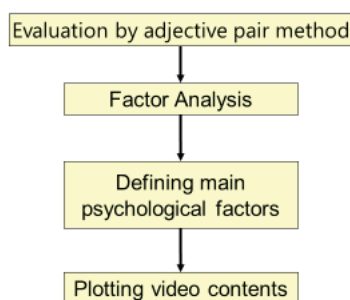 Evaluation by adjective pair method
Factor Analysis
Defining main
psychological factors
Plotting video contents